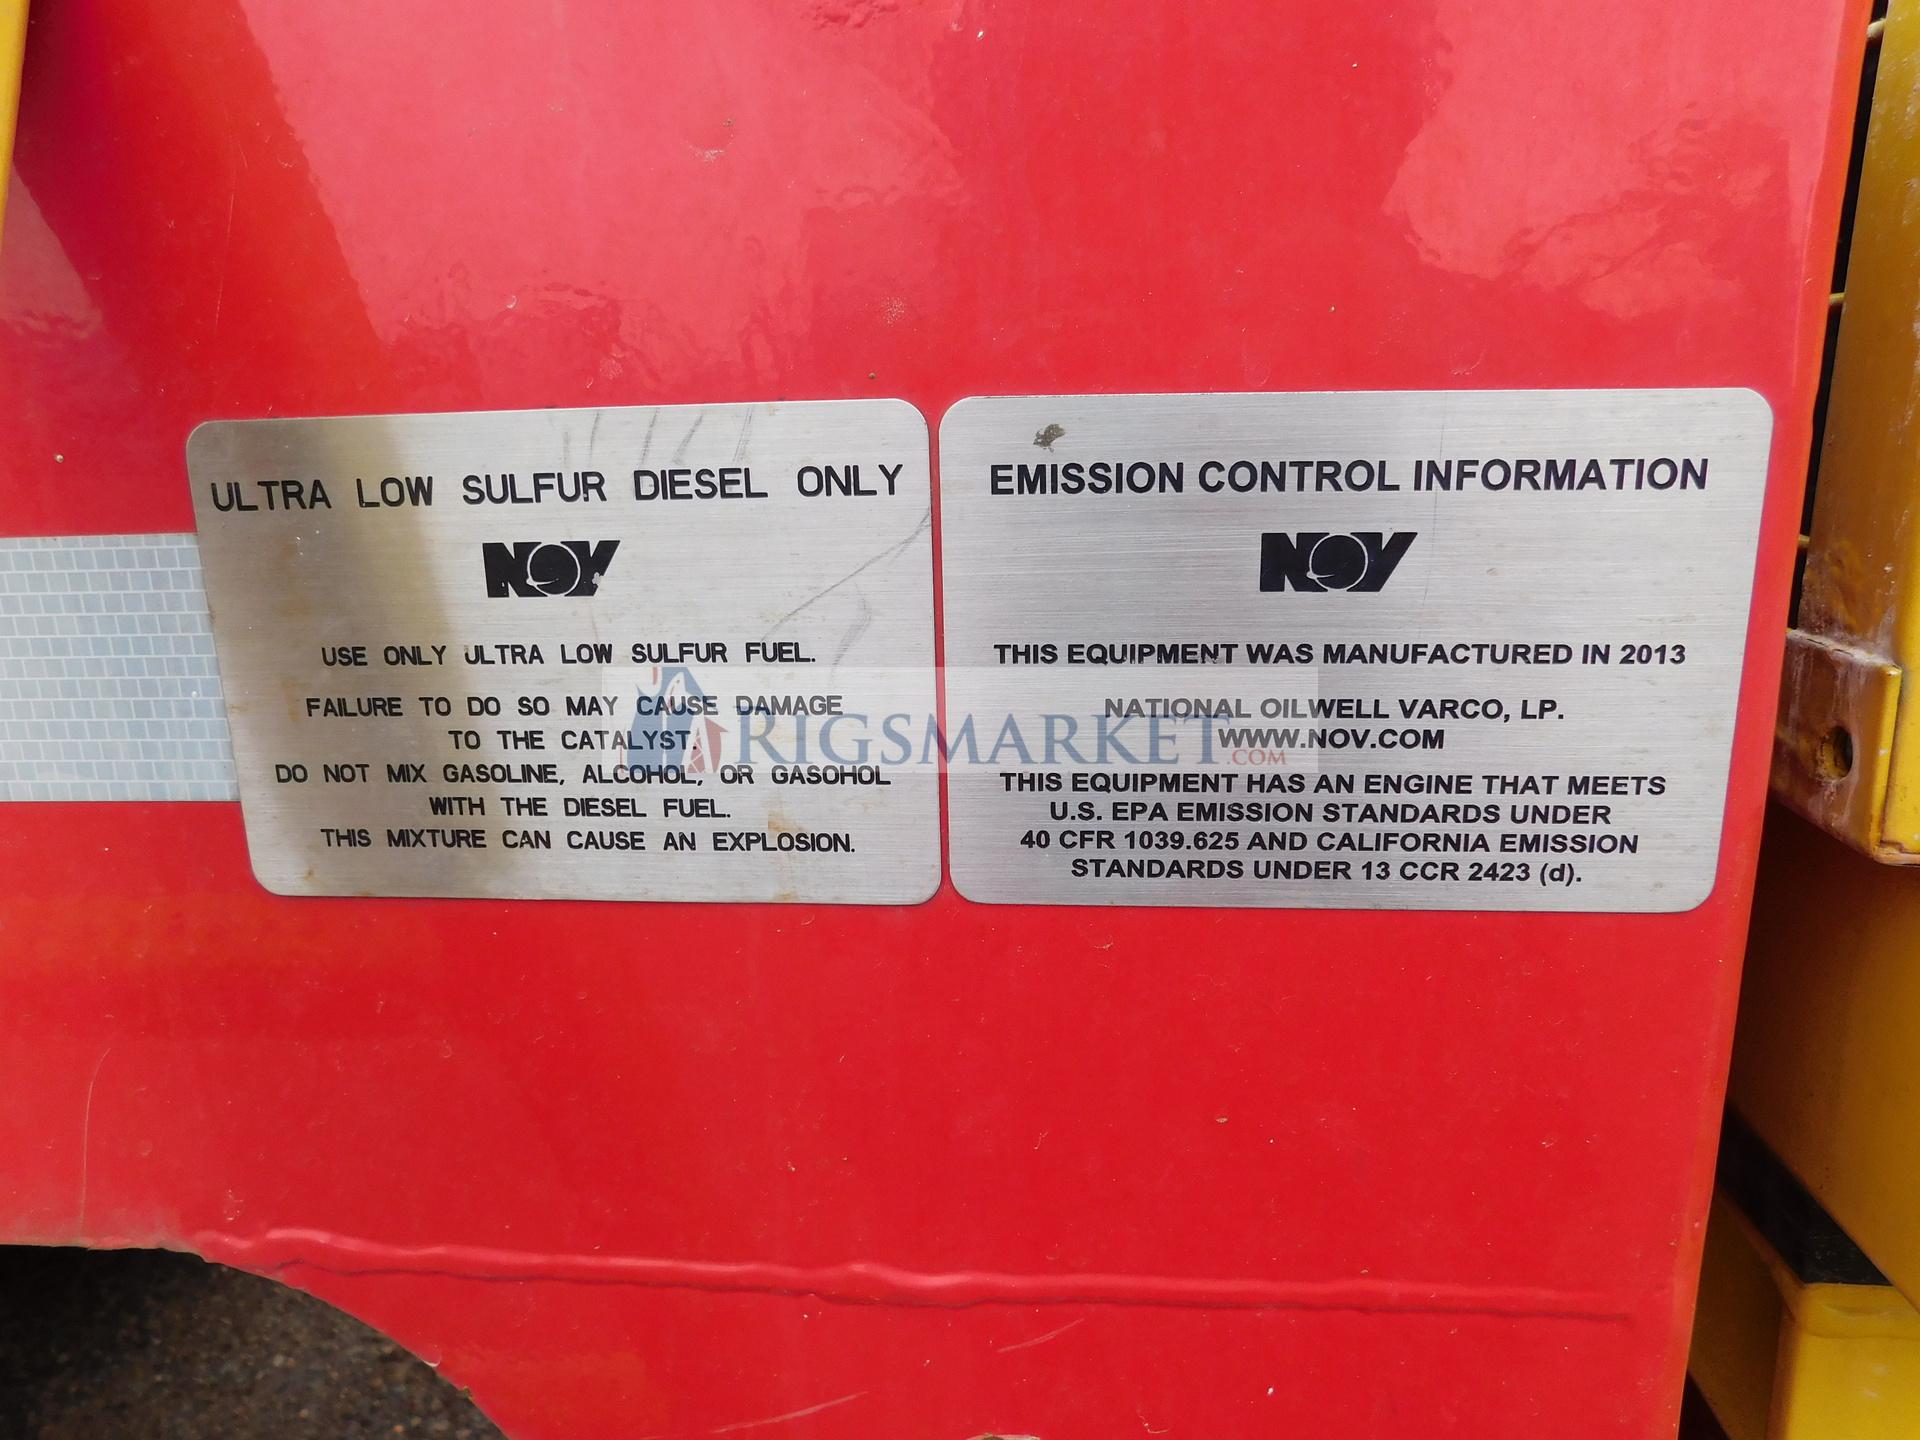 ULTRA LOW SULFUR DIESEL ONLY
NOV
USE ONLY ULTRA LOW SULFUR FUEL.
FAILURE TO DO SO MAY CAUSE DAMAGE
TO THE CATALYST.
DO NOT MIX GASOLINE, ALCOHOL, OR GASOHOL
WITH THE DIESEL FUEL.
THIS MIXTURE CAN CAUSE AN EXPLOSION.
EMISSION CONTROL INFORMATION
NOV
THIS EQUIPMENT WAS MANUFACTURED IN 2013
NATIONAL OILWELL VARCO, LP.
WWW.NOV.COM
THIS EQUIPMENT HAS AN ENGINE THAT MEETS
U.S. EPA EMISSION STANDARDS UNDER
40 CFR 1039.625 AND CALIFORNIA EMISSION
STANDARDS UNDER 13 CCR 2423 (d).
RIGSMARKET.COM